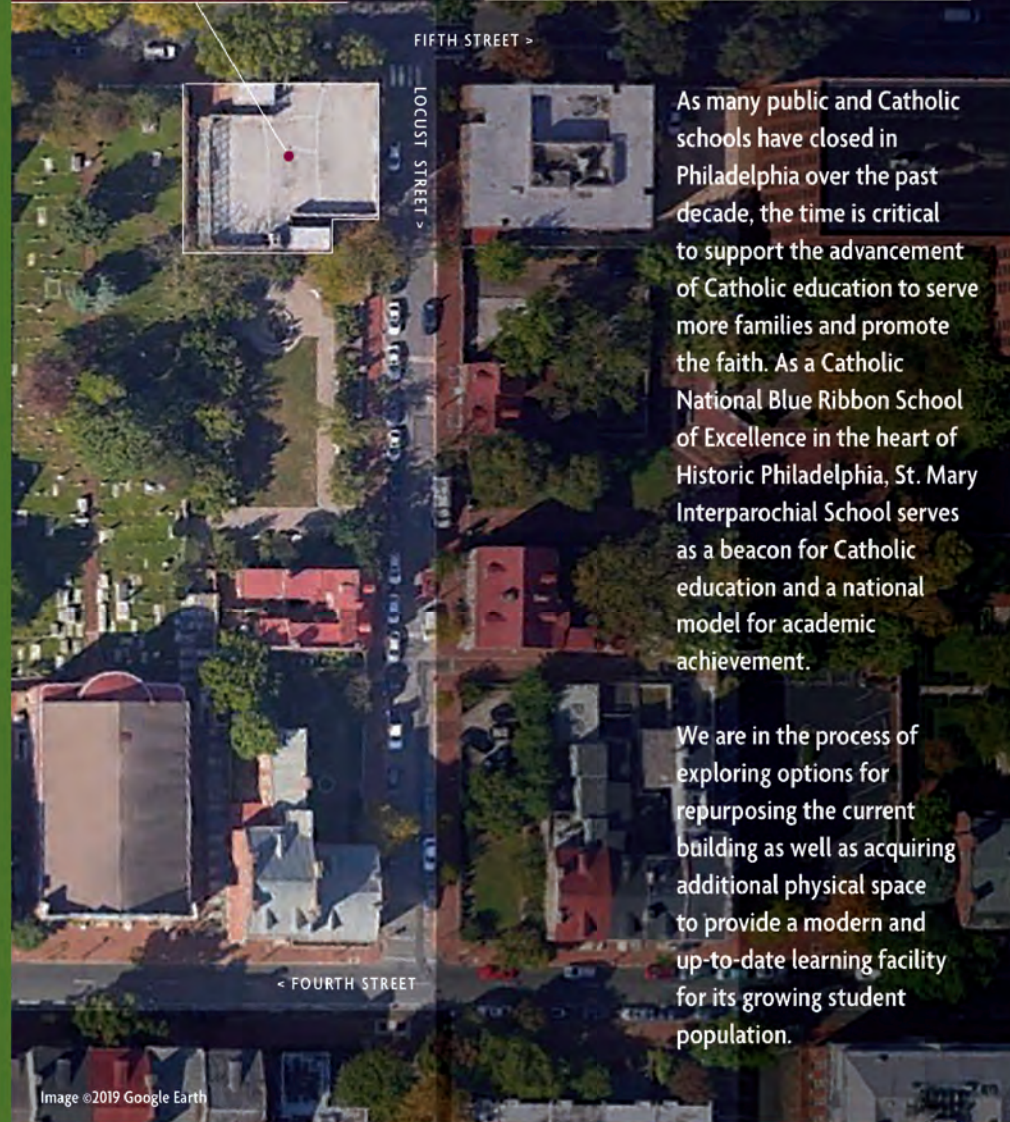 FIFTH STREET >
LOCUST STREET >
As many public and Catholic
schools have closed in
Philadelphia over the past
decade, the time is critical
to support the advancement
of Catholic education to serve
more families and promote
the faith. As a Catholic
National Blue Ribbon School
of Excellence in the heart of
Historic Philadelphia, St. Mary
Interparochial School serves
as a beacon for Catholic
education and a national
model for academic
achievement.
We are in the process of
exploring options for
repurposing the current
building as well as acquiring
additional physical space
to provide a modern and
up-to-date learning facility
for its growing student
population.
< FOURTH STREET
Image ©2019 Google Earth